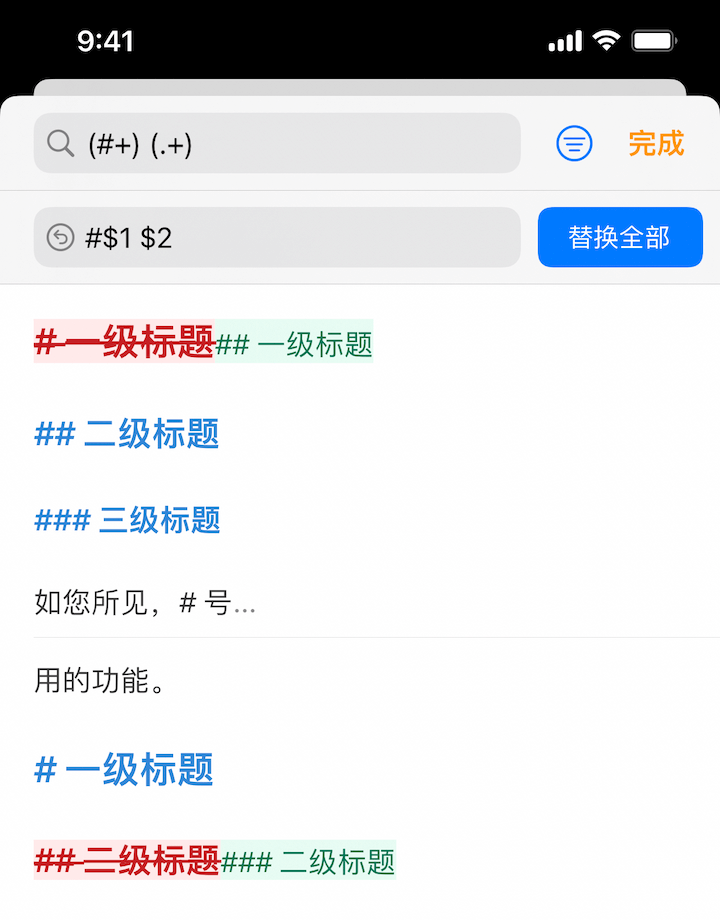 9:41
(#+) (.+)
完成
#$1 $2
替换全部
# 一级标题## 一级标题
## 二级标题
### 三级标题
如您所见，# 号...
用的功能。
# 一级标题
## 二级标题### 二级标题